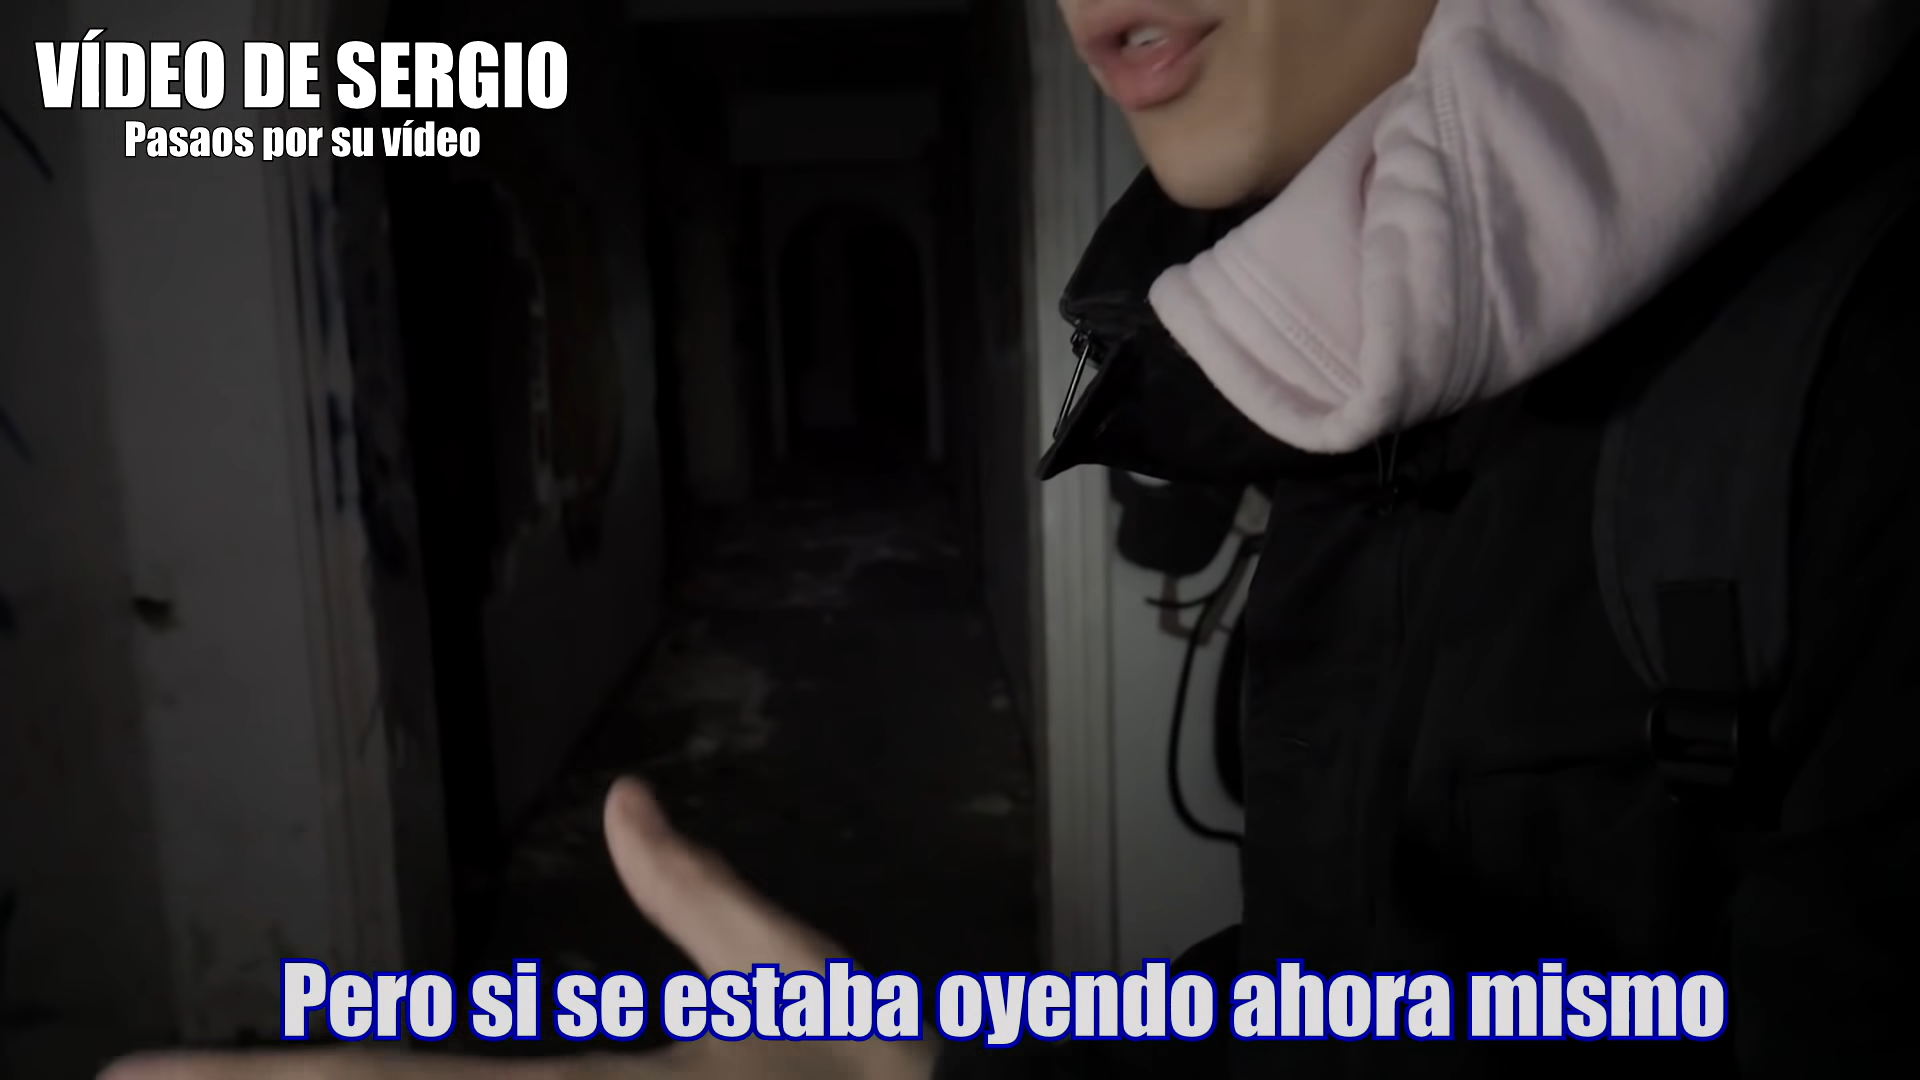 VÍDEO DE SERGIO
Pasaos por su vídeo
Pero si se estaba oyendo ahora mismo